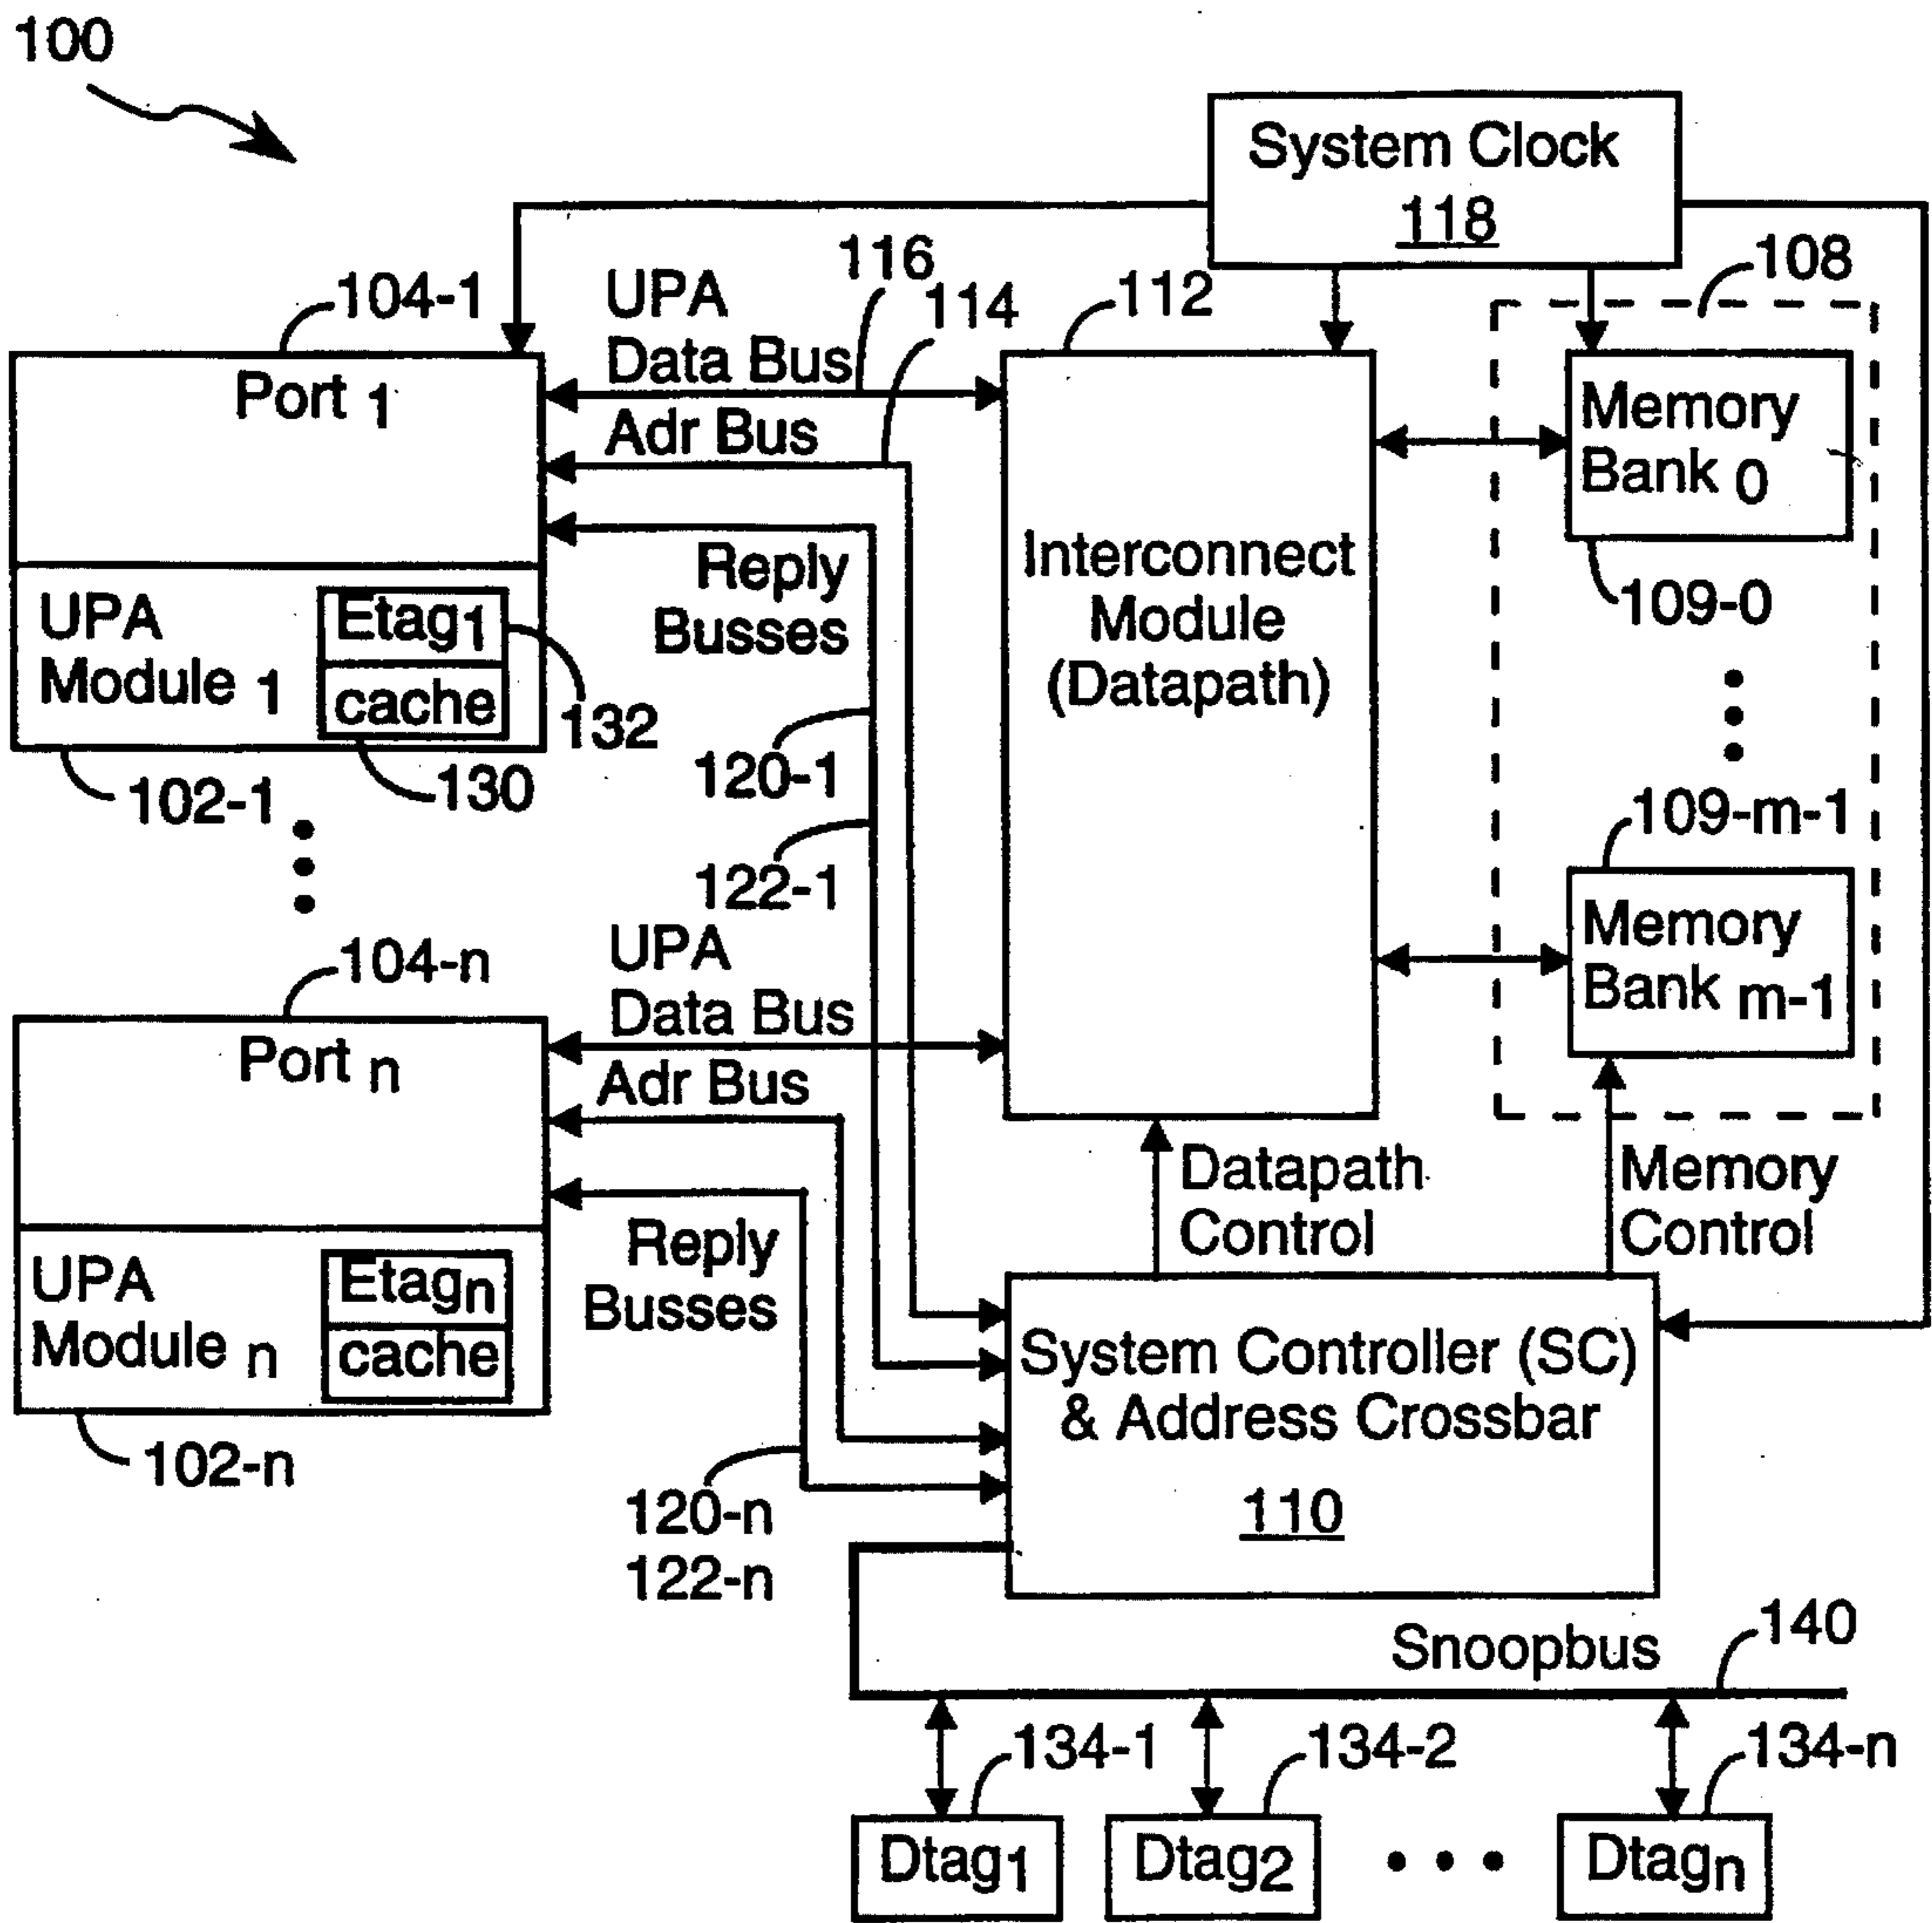 100
System Clock
118
116
114
112
108
104-1
UPA
Data Bus
Adr Bus
Port 1
Reply
Busses
UPA
Module 1
Etag1
cache
132
130
102-1
120-1
122-1
Interconnect
Module
(Datapath)
Memory
Bank 0
109-0
109-m-1
Memory
Bank m-1
104-n
UPA
Data Bus
Adr Bus
Port n
Reply
Busses
UPA
Module n
Etagn
cache
102-n
120-n
122-n
Datapath
Control
Memory
Control
System Controller (SC)
& Address Crossbar
110
Snoopbus
140
134-1
134-2
134-n
Dtag1
Dtag2
Dtagn